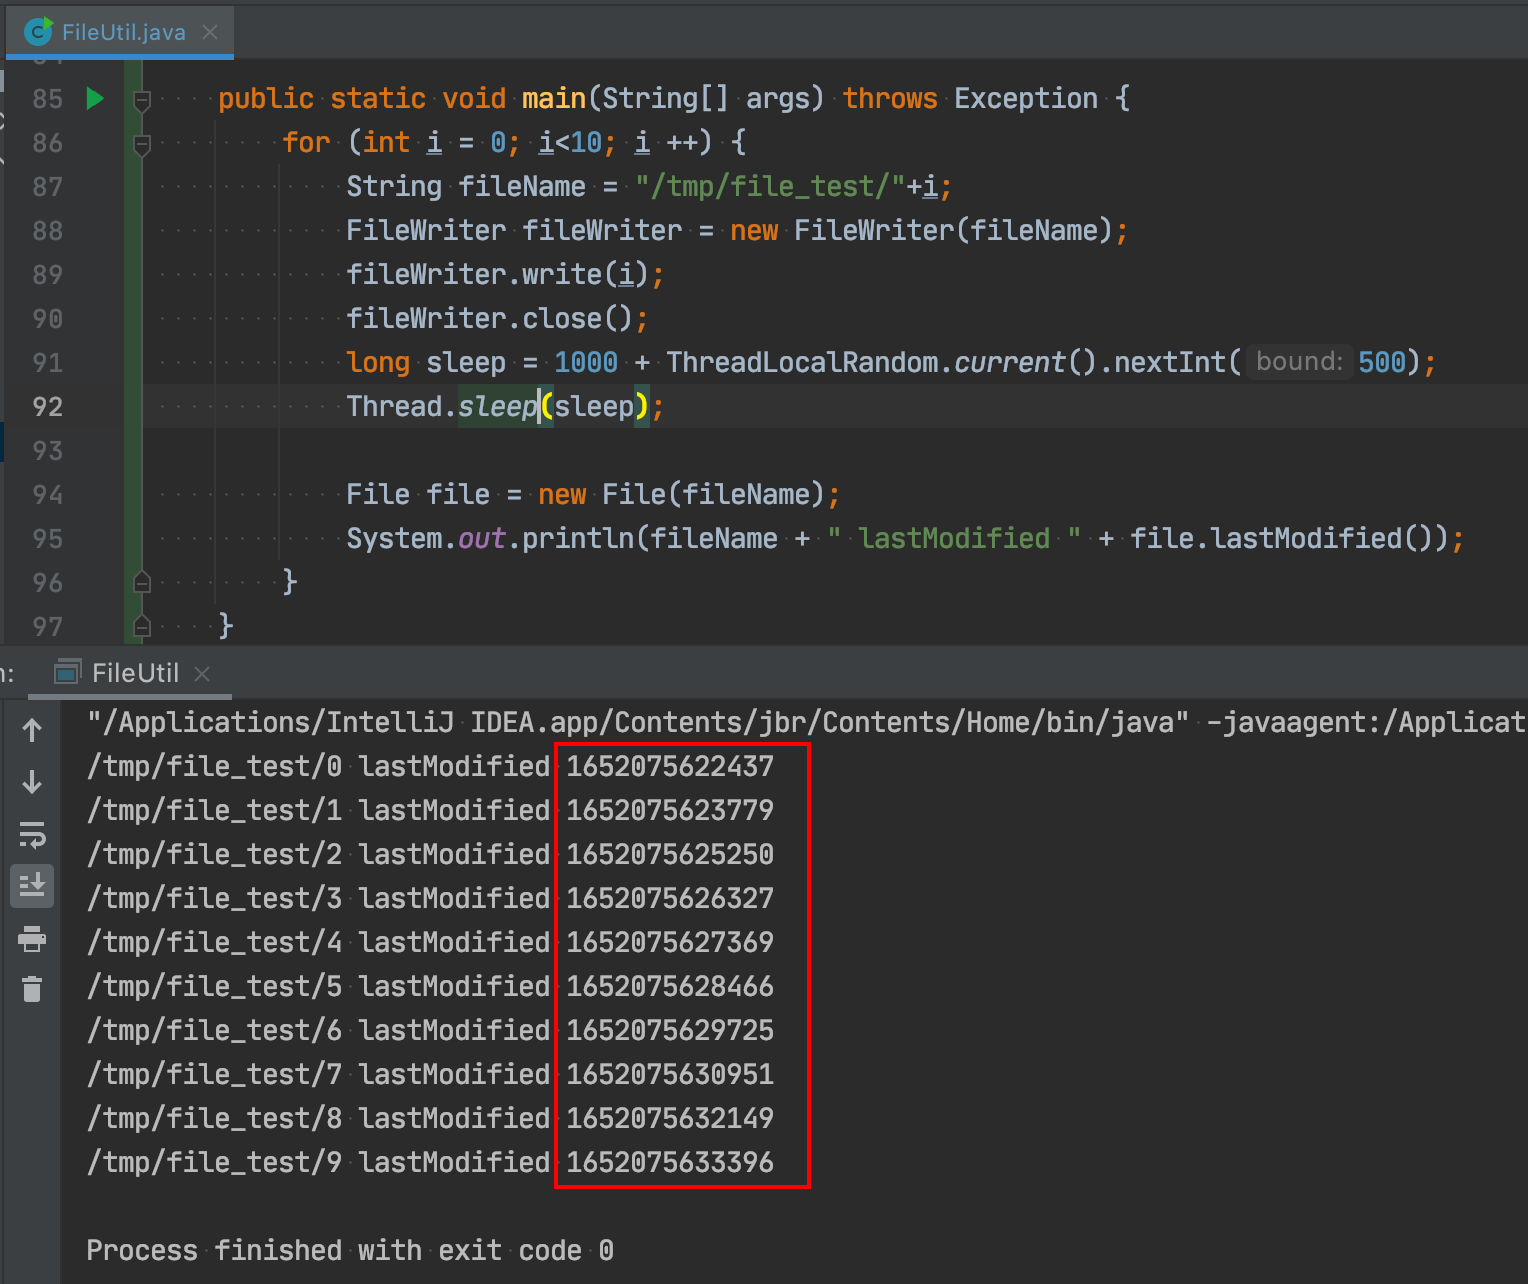 FileUtil.java
85 public static void main(String[] args) throws Exception {
86 for (int i = 0; i<10; i ++) {
87 String fileName = "/tmp/file_test/"+i;
88 FileWriter fileWriter = new FileWriter(fileName);
89 fileWriter.write(i);
90 fileWriter.close();
91 long sleep = 1000 + ThreadLocalRandom.current().nextInt( bound: 500);
92 Thread.sleep(sleep);
93
94 File file = new File(fileName);
95 System.out.println(fileName + " lastModified " + file.lastModified());
96 }
97 }
FileUtil
"/Applications/IntelliJ IDEA.app/Contents/jbr/Contents/Home/bin/java" -javaagent:/Applicat
/tmp/file_test/0 lastModified 1652075622437
/tmp/file_test/1 lastModified 1652075623779
/tmp/file_test/2 lastModified 1652075625250
/tmp/file_test/3 lastModified 1652075626327
/tmp/file_test/4 lastModified 1652075627369
/tmp/file_test/5 lastModified 1652075628466
/tmp/file_test/6 lastModified 1652075629725
/tmp/file_test/7 lastModified 1652075630951
/tmp/file_test/8 lastModified 1652075632149
/tmp/file_test/9 lastModified 1652075633396
Process finished with exit code 0